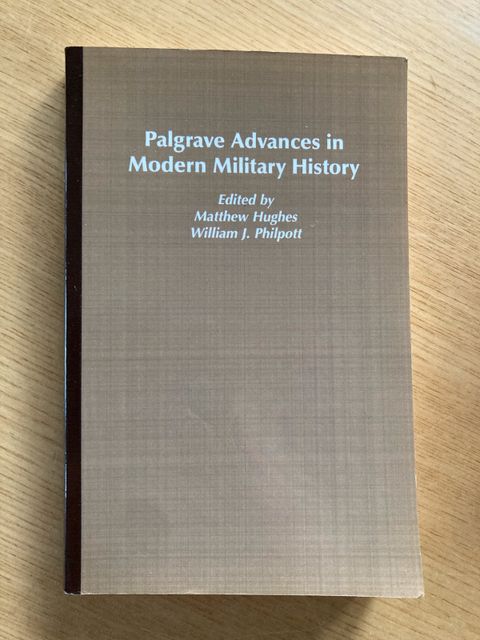 Palgrave Advances in
Modern Military History
Edited by
Matthew Hughes
William J. Philpott